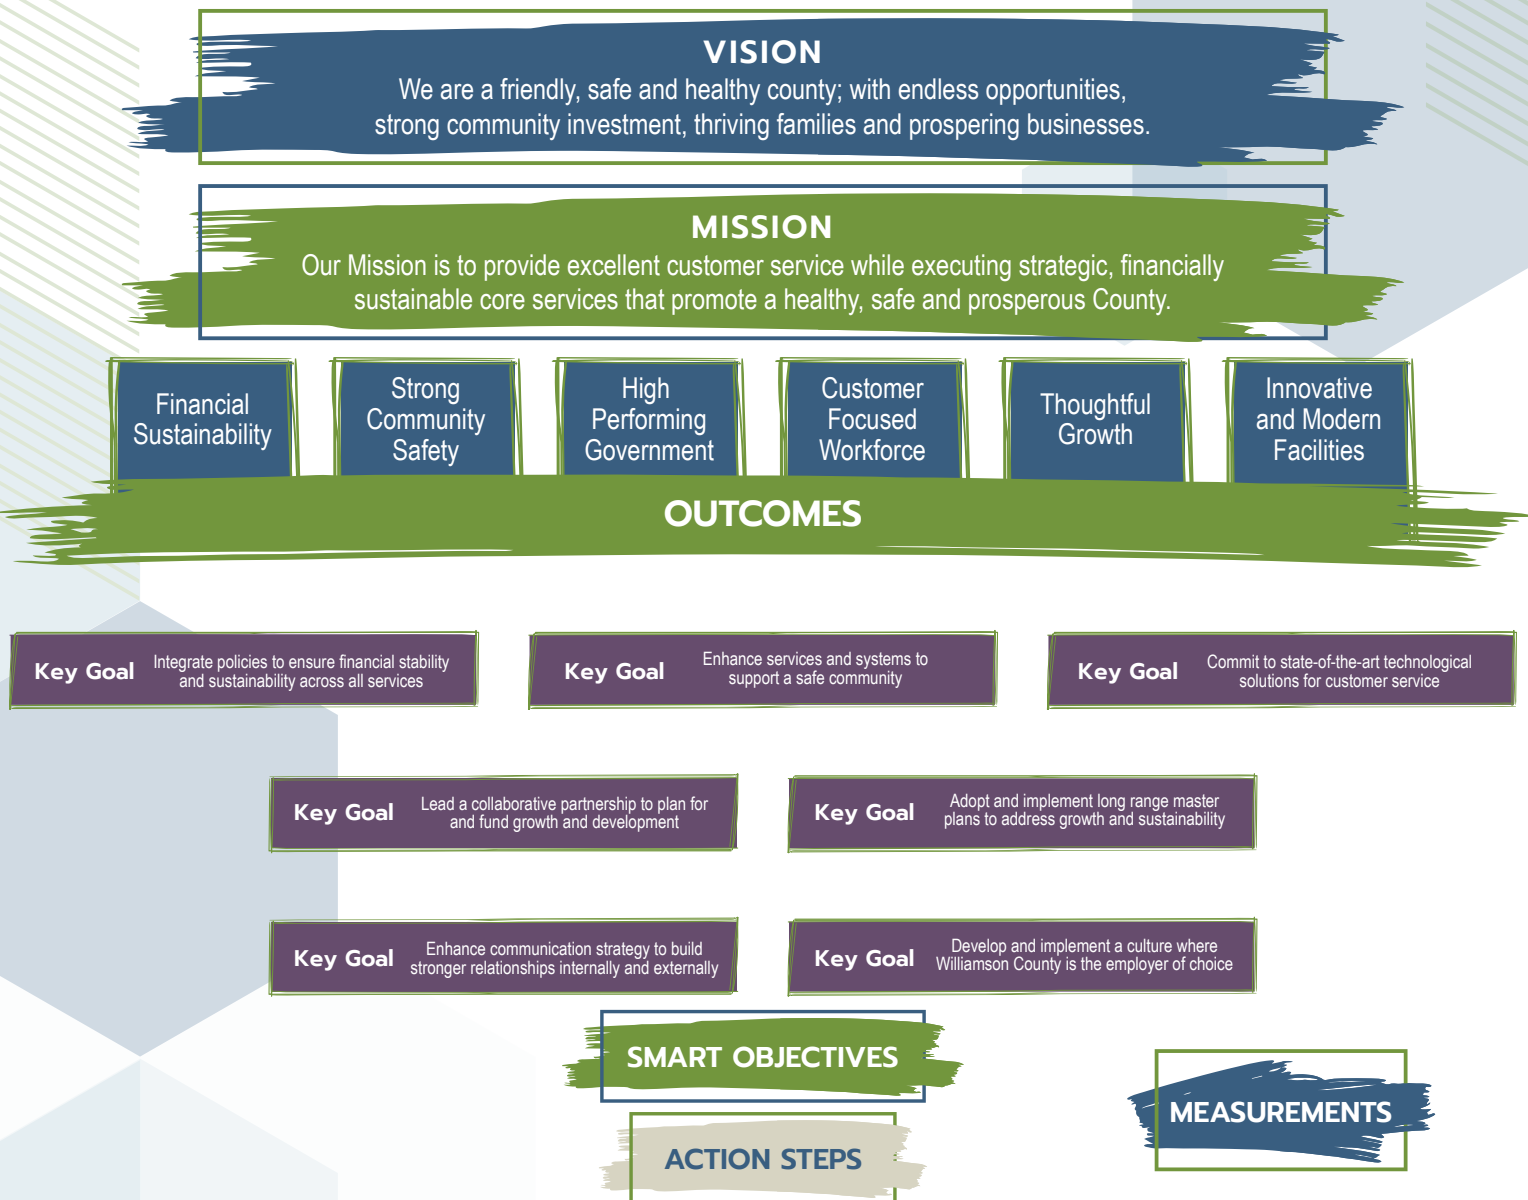 VISION
We are a friendly, safe and healthy county; with endless opportunities,
strong community investment, thriving families and prospering businesses.
MISSION
Our Mission is to provide excellent customer service while executing strategic, financially
sustainable core services that promote a healthy, safe and prosperous County.
Financial
Sustainability
Strong
Community
Safety
High
Performing
Government
Customer
Focused
Workforce
Thoughtful
Growth
Innovative
and Modern
Facilities
OUTCOMES
Key Goal
Integrate policies to ensure financial stability
and sustainability across all services
Key Goal
Enhance services and systems to
support a safe community
Key Goal
Commit to state-of-the-art technological
solutions for customer service
Key Goal
Lead a collaborative partnership to plan for
and fund growth and development
Key Goal
Adopt and implement long range master
plans to address growth and sustainability
Key Goal
Enhance communication strategy to build
stronger relationships internally and externally
Key Goal
Develop and implement a culture where
Williamson County is the employer of choice
SMART OBJECTIVES
MEASUREMENTS
ACTION STEPS